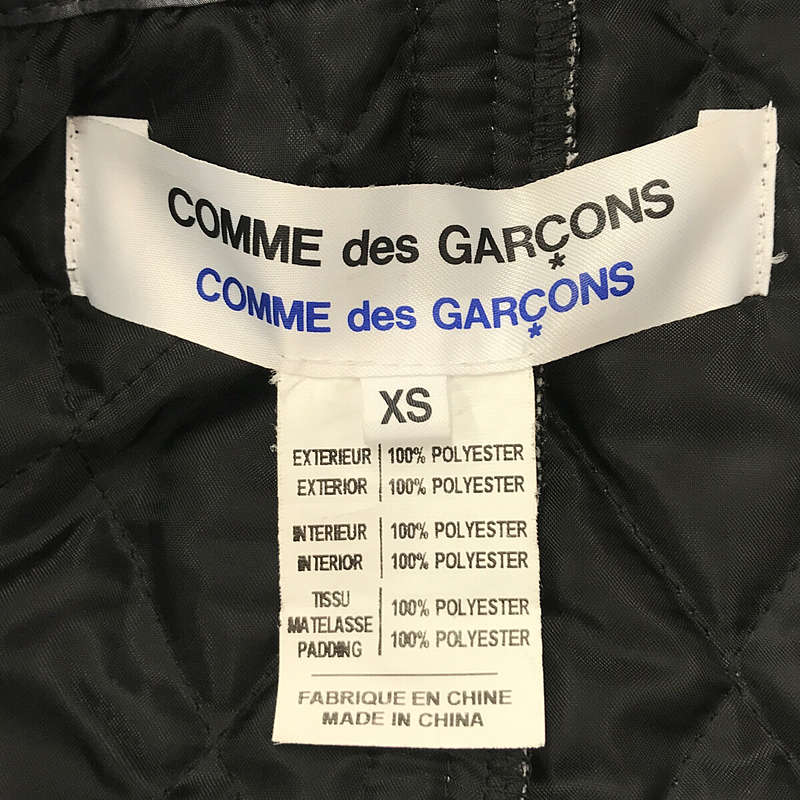 COMME des GARÇONS
*
COMME des GARÇONS
*
XS
EXTERIEUR 100% POLYESTER
EXTERIOR 100% POLYESTER
INTERIEUR 100% POLYESTER
INTERIOR 100% POLYESTER
TISSU 100% POLYESTER
MATELASSE
PADDING 100% POLYESTER
FABRIQUE EN CHINE
MADE IN CHINA